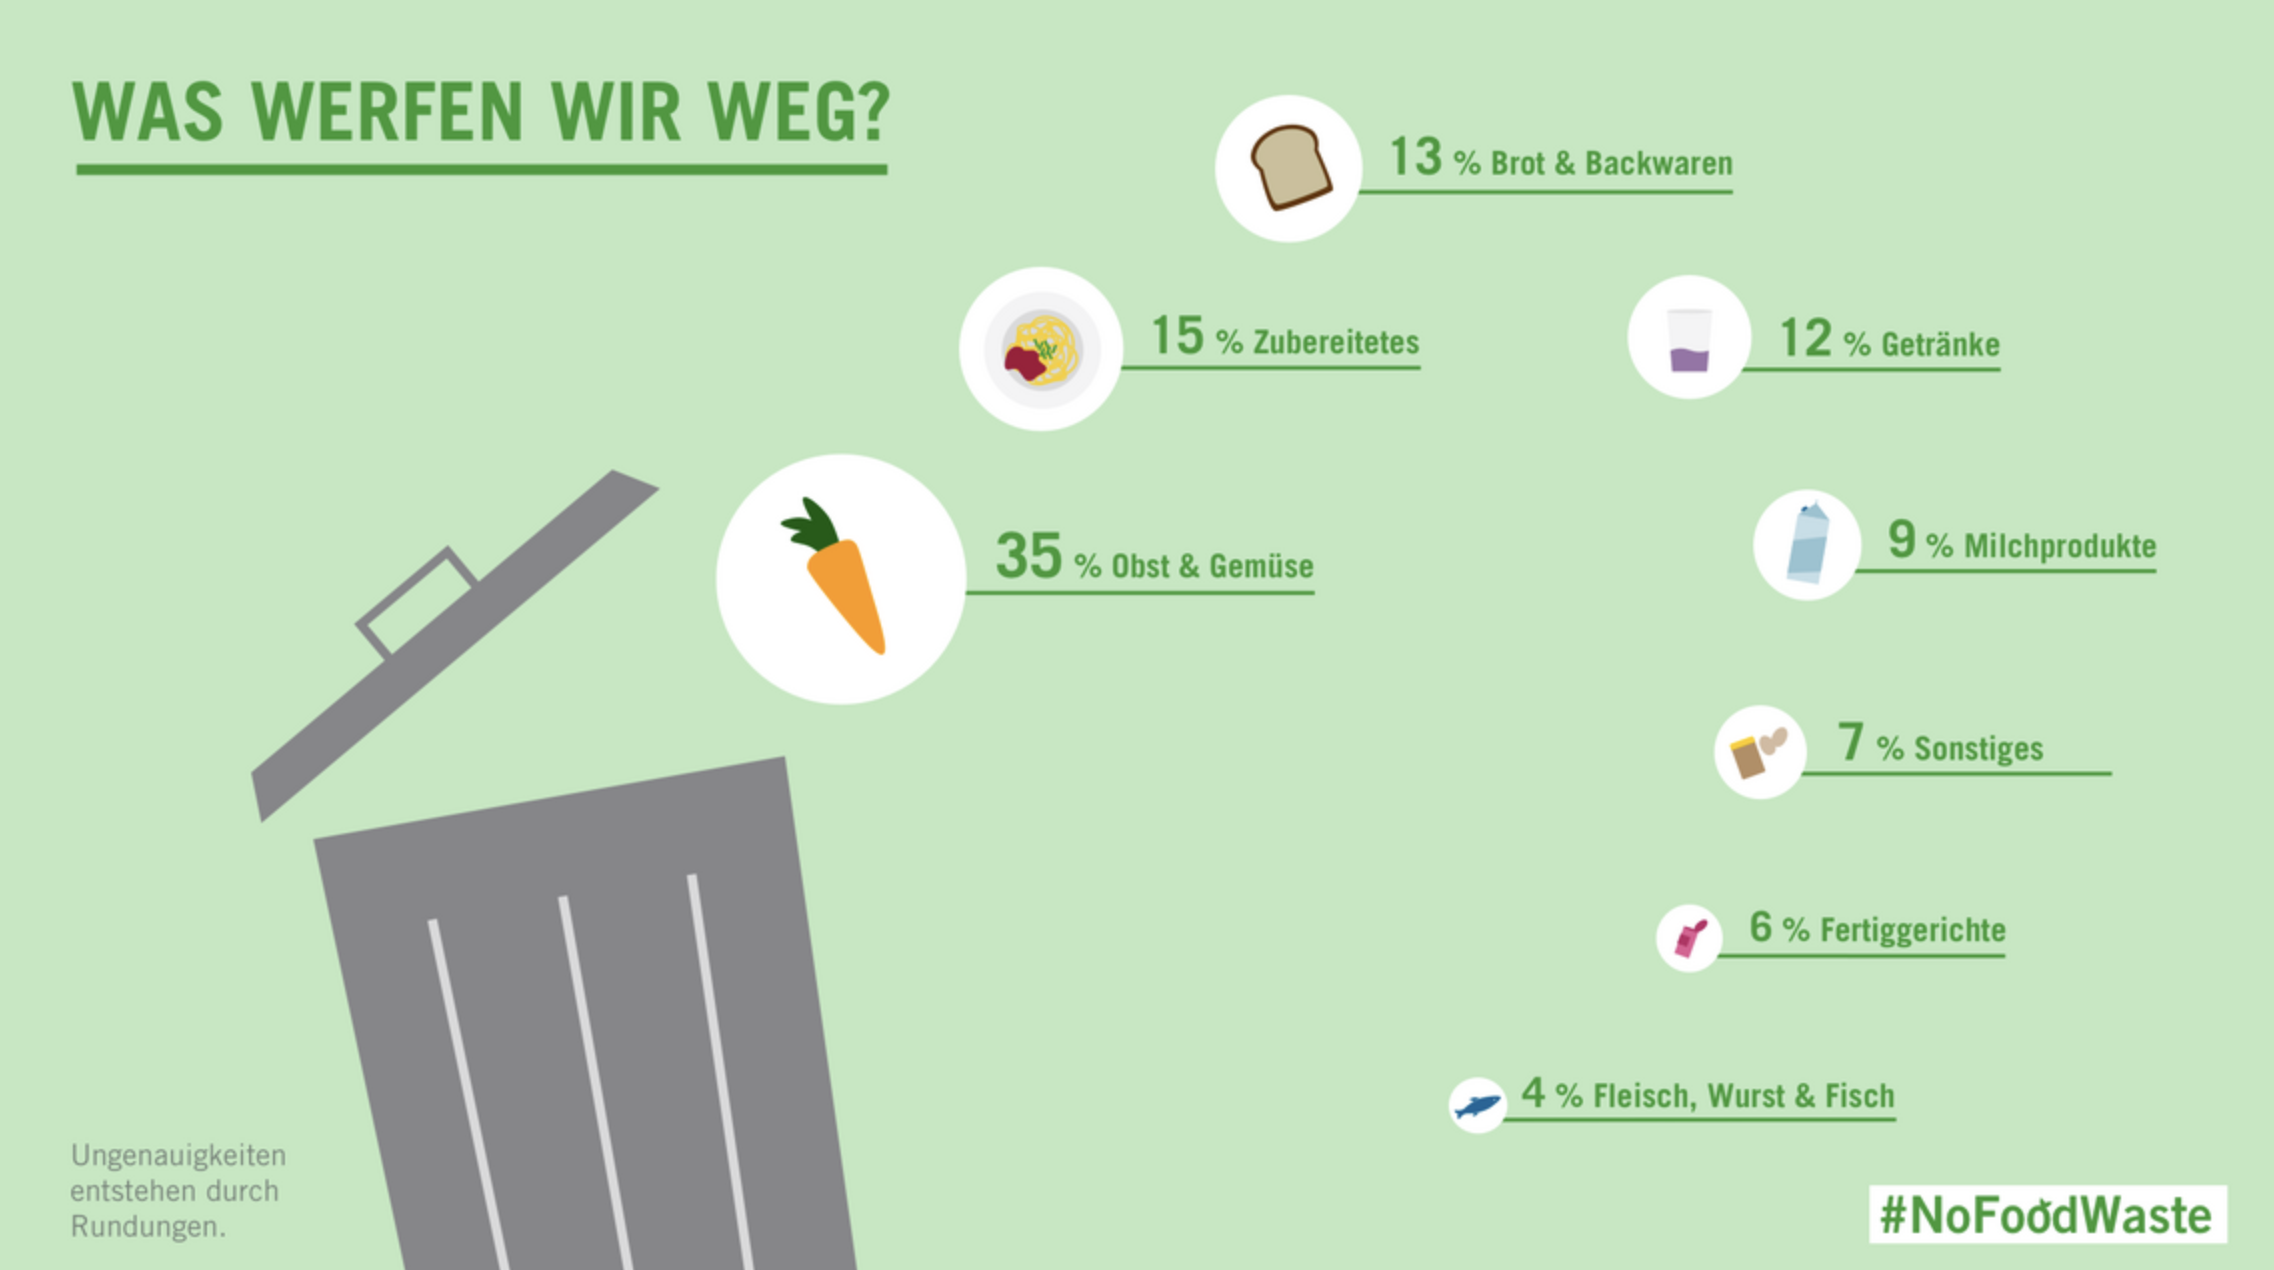 WAS WERFEN WIR WEG?
13 % Brot & Backwaren
15 % Zubereitetes
12 % Getränke
35 % Obst & Gemüse
9 % Milchprodukte
7 % Sonstiges
6 % Fertiggerichte
4 % Fleisch, Wurst & Fisch
Ungenauigkeiten
entstehen durch
Rundungen.
#NoFoodWaste